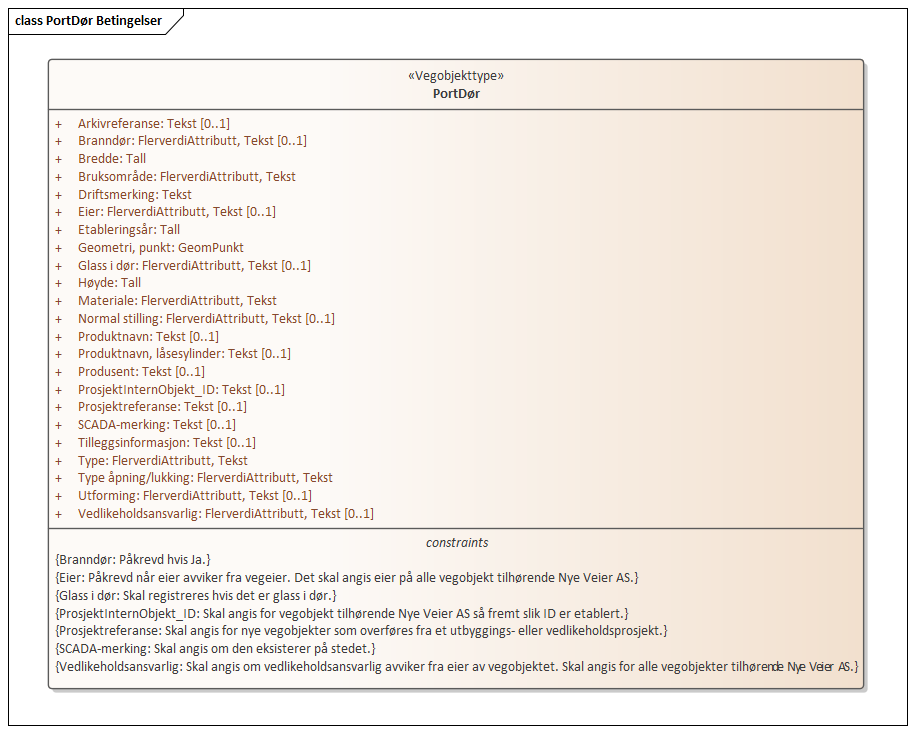 class PortDør Betingelser
«Vegobjekttype»
PortDør
+ Arkivreferanse: Tekst [0..1]
+ Branndør: FlerverdiAttributt, Tekst [0..1]
+ Bredde: Tall
+ Bruksområde: FlerverdiAttributt, Tekst
+ Driftsmerking: Tekst
+ Eier: FlerverdiAttributt, Tekst [0..1]
+ Etableringsår: Tall
+ Geometri, punkt: GeomPunkt
+ Glass i dør: FlerverdiAttributt, Tekst [0..1]
+ Høyde: Tall
+ Materiale: FlerverdiAttributt, Tekst
+ Normal stilling: FlerverdiAttributt, Tekst [0..1]
+ Produktnavn: Tekst [0..1]
+ Produktnavn, låsesylinder: Tekst [0..1]
+ Produsent: Tekst [0..1]
+ ProsjektInternObjekt_ID: Tekst [0..1]
+ Prosjektreferanse: Tekst [0..1]
+ SCADA-merking: Tekst [0..1]
+ Tilleggsinformasjon: Tekst [0..1]
+ Type: FlerverdiAttributt, Tekst
+ Type åpning/lukking: FlerverdiAttributt, Tekst
+ Utforming: FlerverdiAttributt, Tekst [0..1]
+ Vedlikeholdsansvarlig: FlerverdiAttributt, Tekst [0..1]
constraints
{Branndør: Påkrevd hvis Ja.}
{Eier: Påkrevd når eier avviker fra vegeier. Det skal angis eier på alle vegobjekt tilhørende Nye Veier AS.}
{Glass i dør: Skal registreres hvis det er glass i dør.}
{ProsjektInternObjekt_ID: Skal angis for vegobjekt tilhørende Nye Veier AS så fremt slik ID er etablert.}
{Prosjektreferanse: Skal angis for nye vegobjekter som overføres fra et utbyggings- eller vedlikeholdsprosjekt.}
{SCADA-merking: Skal angis om den eksisterer på stedet.}
{Vedlikeholdsansvarlig: Skal angis om vedlikeholdsansvarlig avviker fra eier av vegobjektet. Skal angis for alle vegobjekter tilhørende Nye Veier AS.}